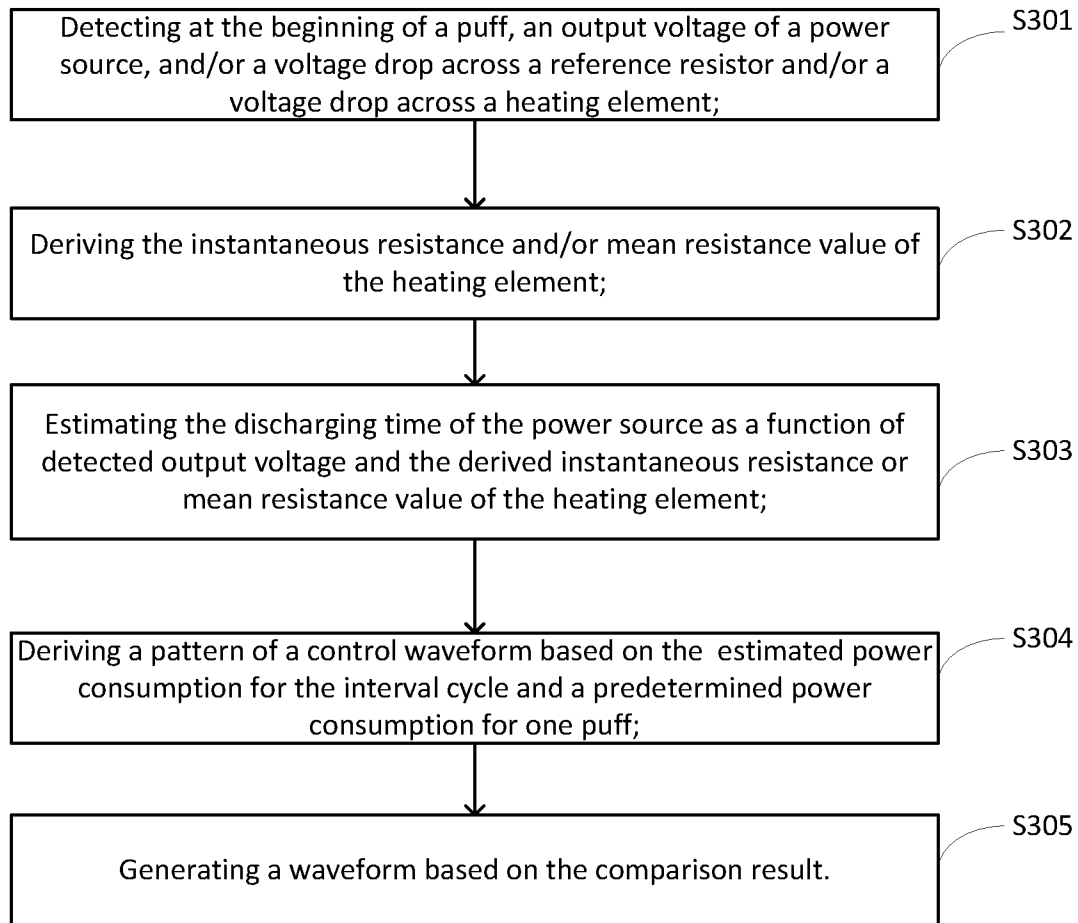 Detecting at the beginning of a puff, an output voltage of a power
source, and/or a voltage drop across a reference resistor and/or a
voltage drop across a heating element;
S301
Deriving the instantaneous resistance and/or mean resistance value of
the heating element;
S302
Estimating the discharging time of the power source as a function of
detected output voltage and the derived instantaneous resistance or
mean resistance value of the heating element;
S303
Deriving a pattern of a control waveform based on the estimated power
consumption for the interval cycle and a predetermined power
consumption for one puff;
S304
Generating a waveform based on the comparison result.
S305